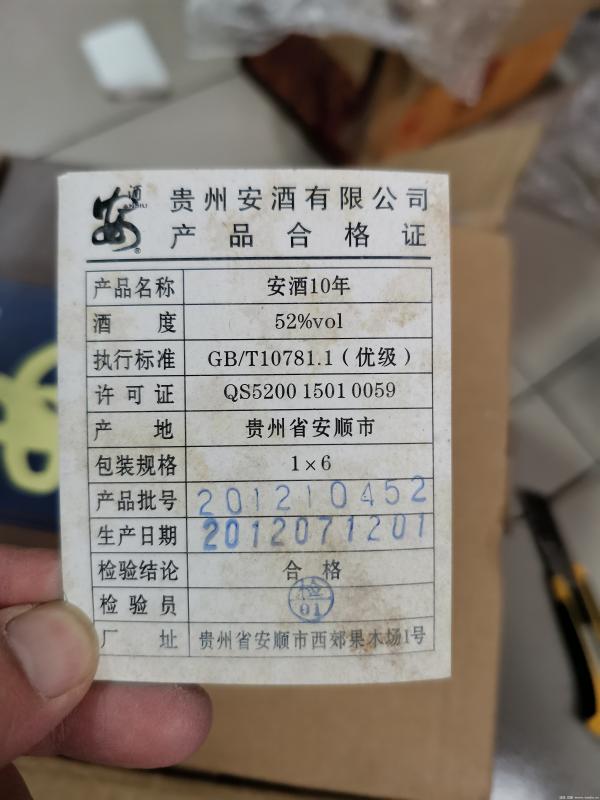 贵州安酒有限公司
产品合格证
产品名称 安酒10年
酒度 52%vol
执行标准 GB/T10781.1（优级）
许可证 QS5200 1501 0059
产地 贵州省安顺市
包装规格 1×6
产品批号 201210452
生产日期 2012071201
检验结论 合格
检验员 检 01
厂址 贵州省安顺市西郊果木场1号